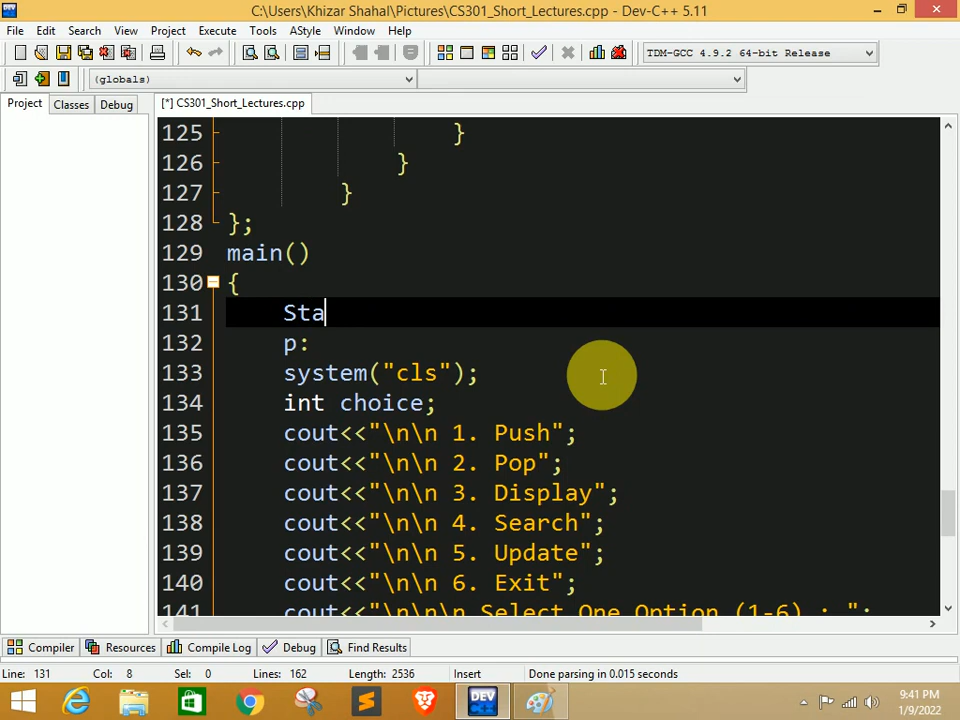 C:\Users\Khizar Shahal\Pictures\CS301_Short_Lectures.cpp - Dev-C++ 5.11
File Edit Search View Project Execute Tools AStyle Window Help
TDM-GCC 4.9.2 64-bit Release
(globals)
Project Classes Debug [*] CS301_Short_Lectures.cpp
125 }
126 }
127 }
128 };
129 main()
130 {
131 Sta
132 p:
133 system("cls");
134 int choice;
135 cout<<"\n\n 1. Push";
136 cout<<"\n\n 2. Pop";
137 cout<<"\n\n 3. Display";
138 cout<<"\n\n 4. Search";
139 cout<<"\n\n 5. Update";
140 cout<<"\n\n 6. Exit";
141 cout<<"\n\n\n Select One Option (1-6) : ";
Compiler Resources Compile Log Debug Find Results
Line: 131 Col: 8 Sel: 0 Lines: 162 Length: 2536 Insert Done parsing in 0.015 seconds
DEV
9:41 PM
1/9/2022